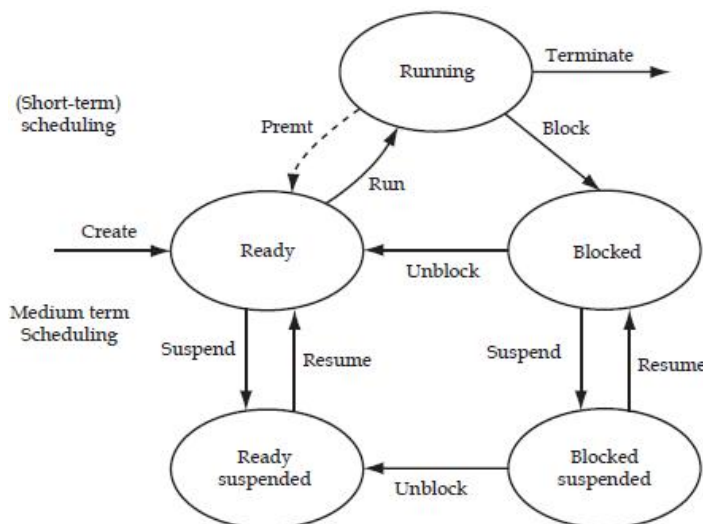 Running
Terminate
(Short-term)
scheduling
Premt
Block
Run
Create
Ready
Blocked
Unblock
Medium term
Scheduling
Suspend
Resume
Suspend
Resume
Ready
suspended
Unblock
Blocked
suspended